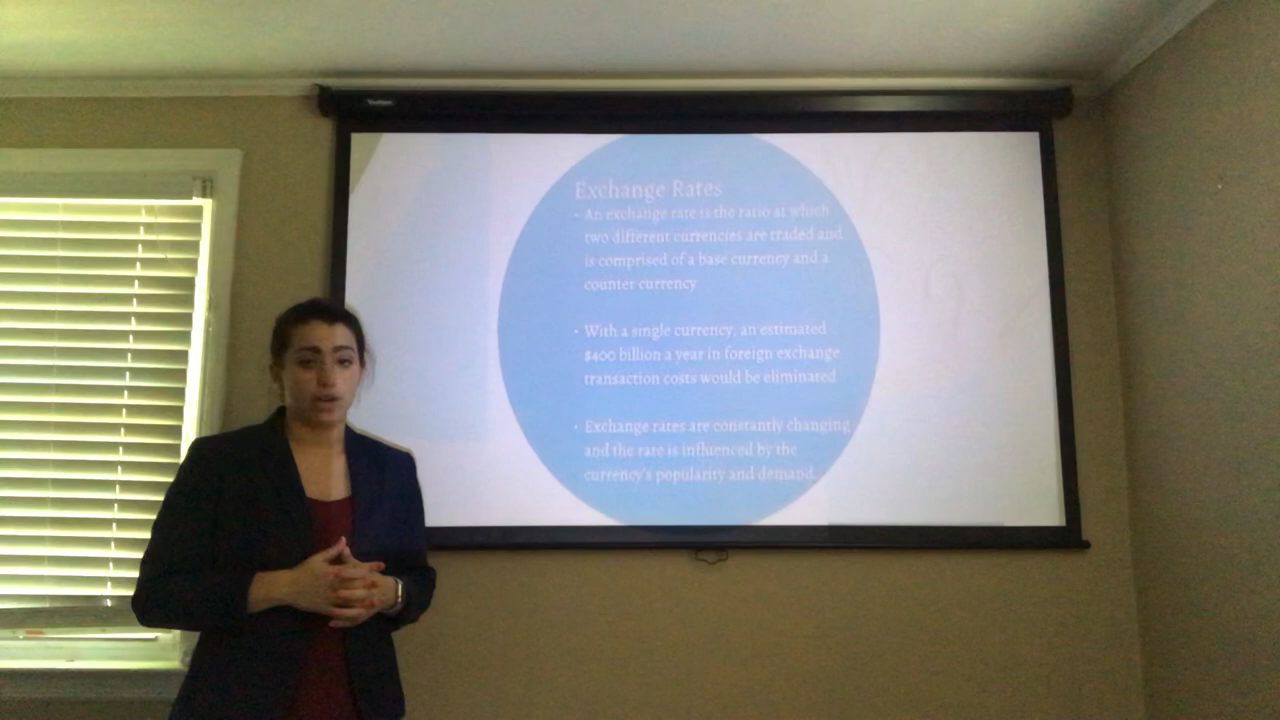 Exchange Rates
• An exchange rate is the ratio at which
two different currencies are traded and
is comprised of a base currency and a
counter currency
• With a single currency, an estimated
$400 billion a year in foreign exchange
transaction costs would be eliminated
• Exchange rates are constantly changing
and the rate is influenced by the
currency's popularity and demand.